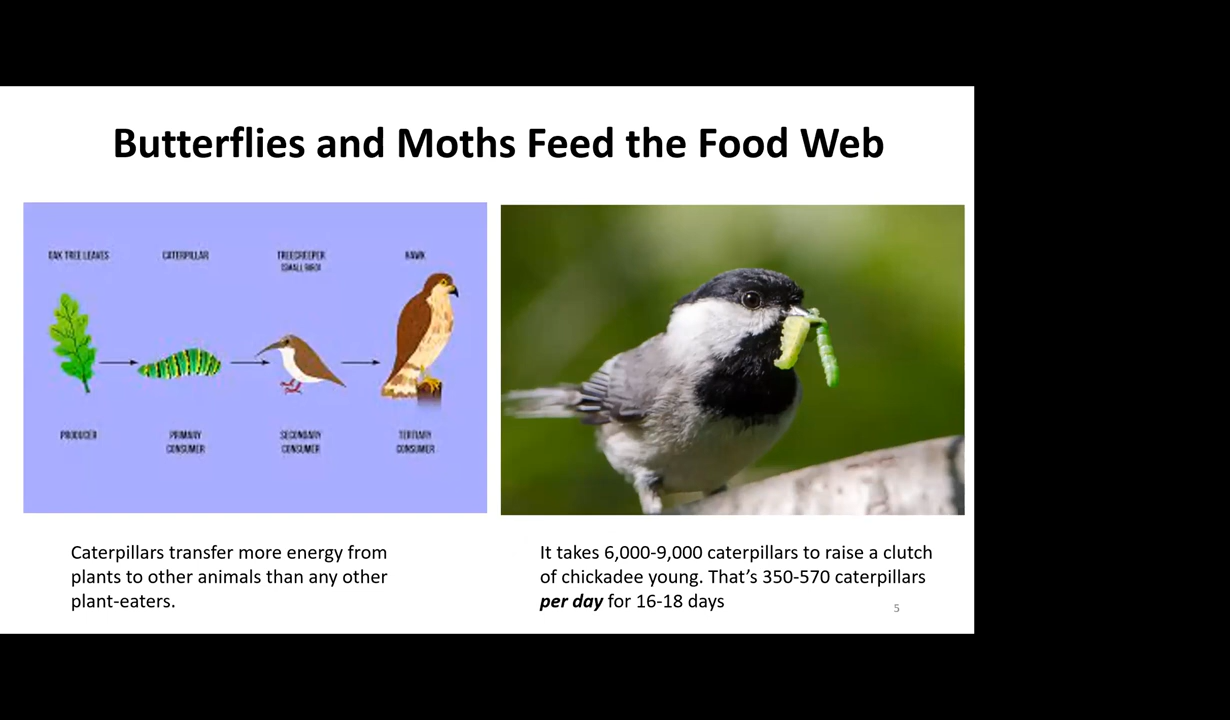 Butterflies and Moths Feed the Food Web
OAK TREE LEAVES
CATERPILLAR
TREECREEPER
(SMALL BIRD)
HAWK
PRODUCER
PRIMARY
CONSUMER
SECONDARY
CONSUMER
TERTIARY
CONSUMER
Caterpillars transfer more energy from
plants to other animals than any other
plant-eaters.
It takes 6,000-9,000 caterpillars to raise a clutch
of chickadee young. That’s 350-570 caterpillars
per day for 16-18 days
5